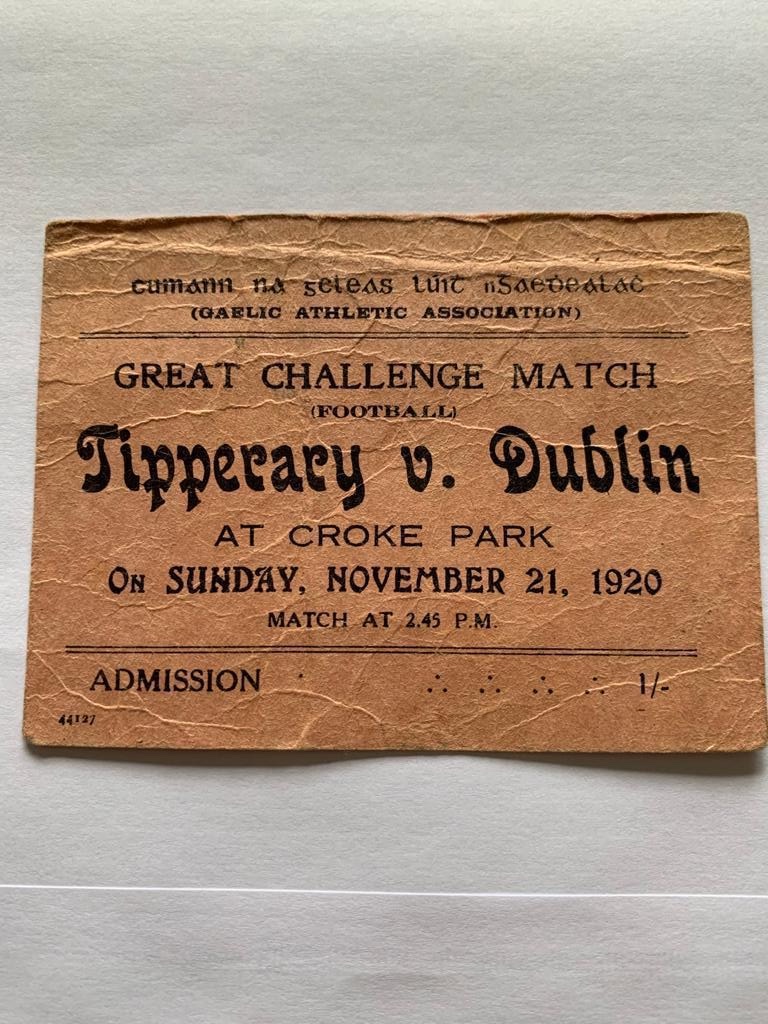 Cumann na gCleas Lúiṫ nGaeḋealaċ
(GAELIC ATHLETIC ASSOCIATION)
GREAT CHALLENGE MATCH
(FOOTBALL)
Tipperary v. Dublin
AT CROKE PARK
On SUNDAY, NOVEMBER 21, 1920
MATCH AT 2.45 P.M.
ADMISSION 1/-
44127